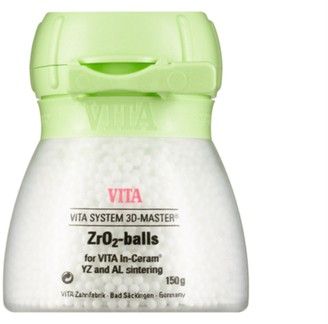 VITA
VITA
VITA SYSTEM 3D-MASTER®
ZrO₂-balls
for VITA In-Ceram®
YZ and AL sintering
150g
VITA Zahnfabrik · Bad Säckingen · Germany